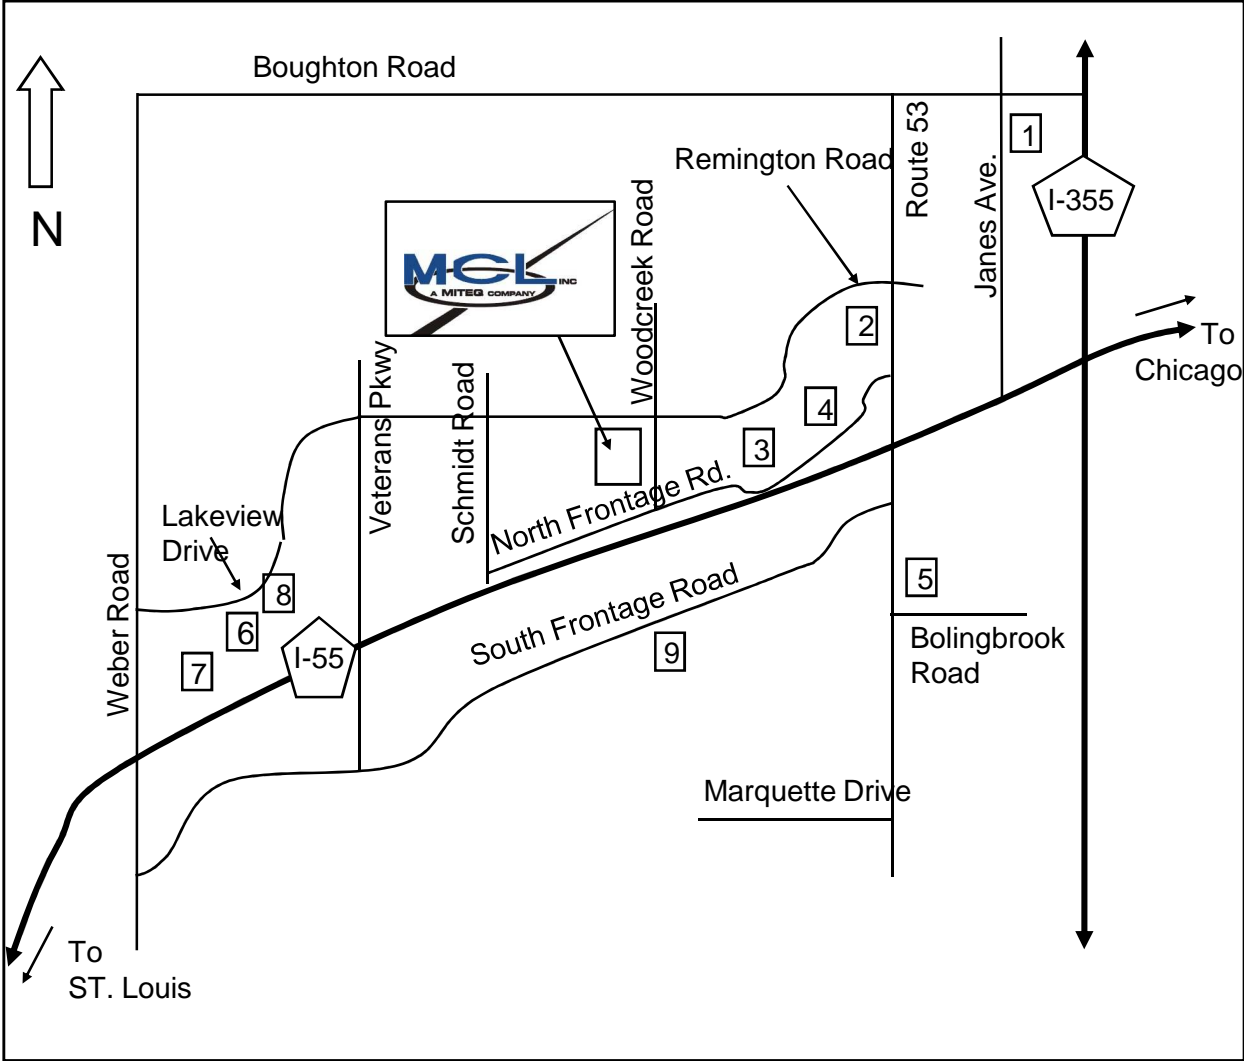 Boughton Road
Route 53
1
Remington Road
Janes Ave.
I-355
N
Woodcreek Road
MCL INC
A MITEQ COMPANY
2
To
Chicago
Veterans Pkwy
Schmidt Road
4
3
North Frontage Rd.
Lakeview
Drive
Weber Road
8
5
South Frontage Road
6
I-55
9
7
Bolingbrook
Road
Marquette Drive
To
ST. Louis